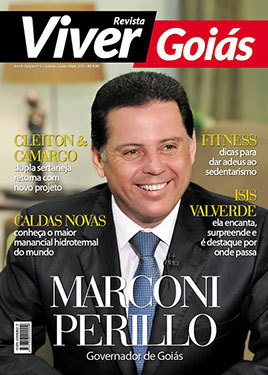 Revista
Viver Goiás
CLEITON &
CAMARGO
dupla sertaneja
retorna com
novo projeto
FITNESS
dicas para
dar adeus ao
sedentarismo
CALDAS NOVAS
conheça o maior
manancial hidrotermal
do mundo
ISIS
VALVERDE
ela encanta,
surpreende e
é destaque por
onde passa
MARCONI
PERILLO
Governador de Goiás